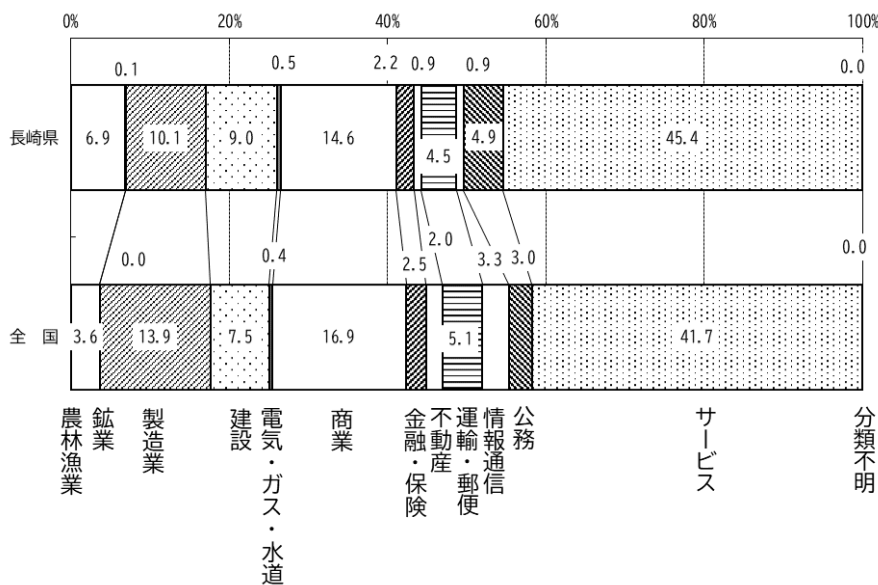 0% 20% 40% 60% 80% 100%
0.1 0.5 2.2 0.9 0.9 0.0
長崎県 6.9 10.1 9.0 14.6 4.5 4.9 45.4
0.0 0.4 2.5 2.0 3.3 3.0 0.0
全 国 3.6 13.9 7.5 16.9 5.1 41.7
農林漁業
鉱業
製造業
建設
電気・ガス・水道
商業
金融・保険
不動産
運輸・郵便
情報通信
公務
サービス
分類不明